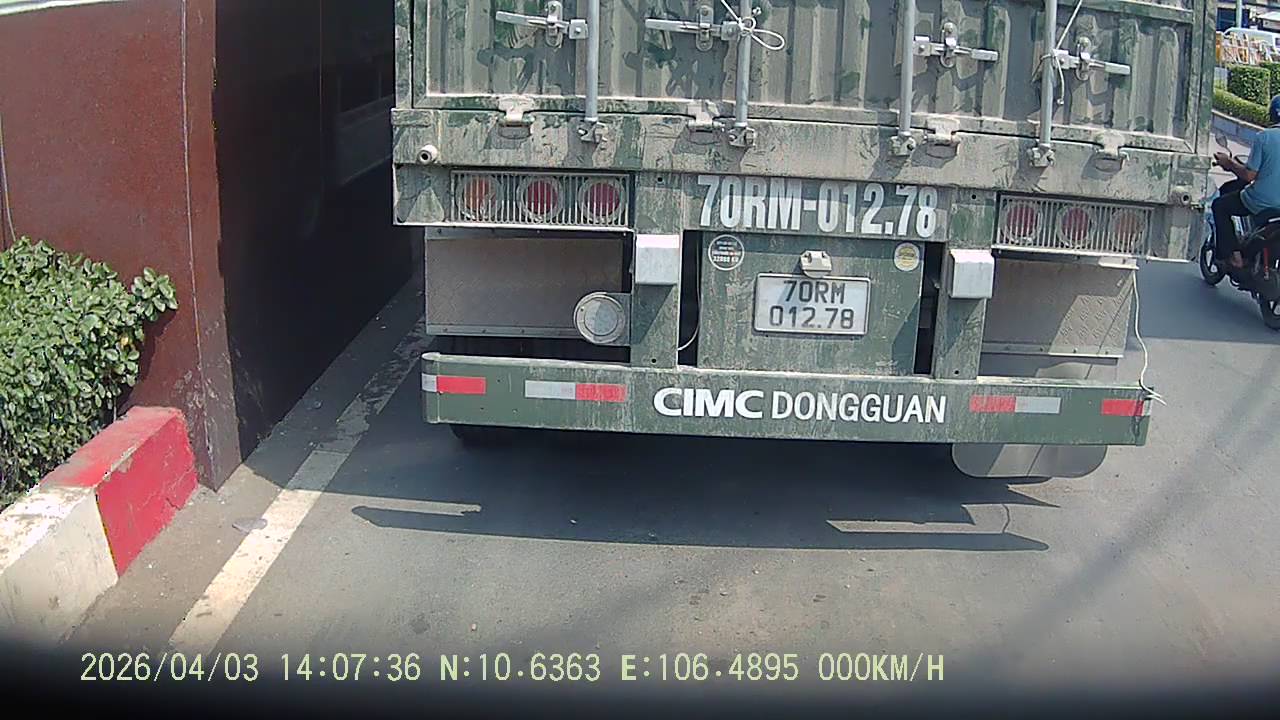 70RM-012.78
70RM
012.78
CIMC DONGGUAN
2026/04/03 14:07:36 N:10.6363 E:106.4895 000KM/H